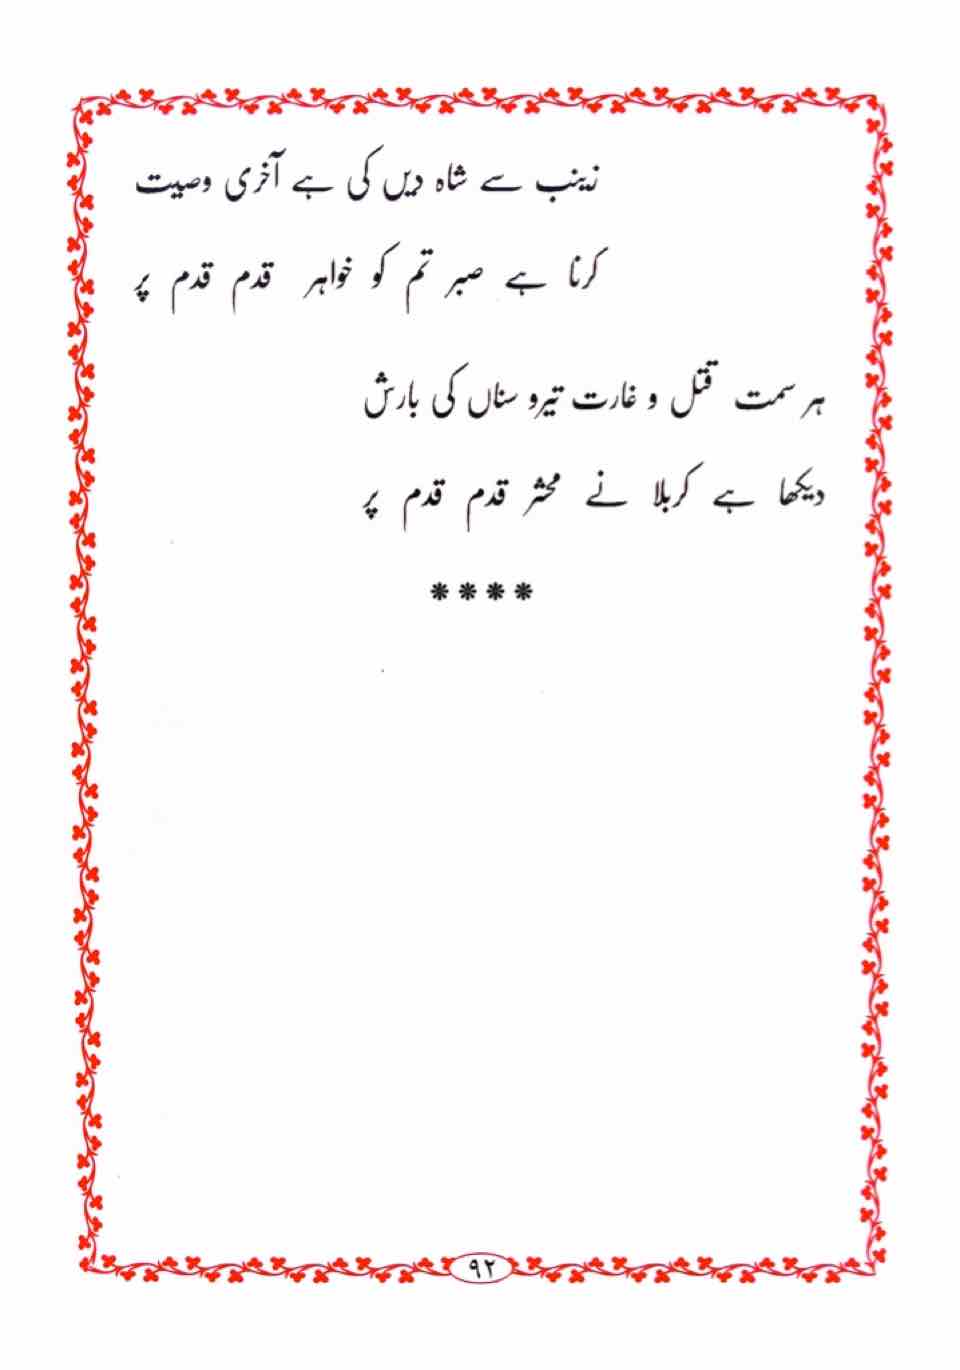 زینب سے شاہ دیں کی ہے آخری وصیت
کرنا ہے صبر تم کو خواہر قدم قدم پر
ہر سمت قتل و غارت تیر و سناں کی بارش
دیکھا ہے کربلا نے محشر قدم قدم پر
****
۹۲